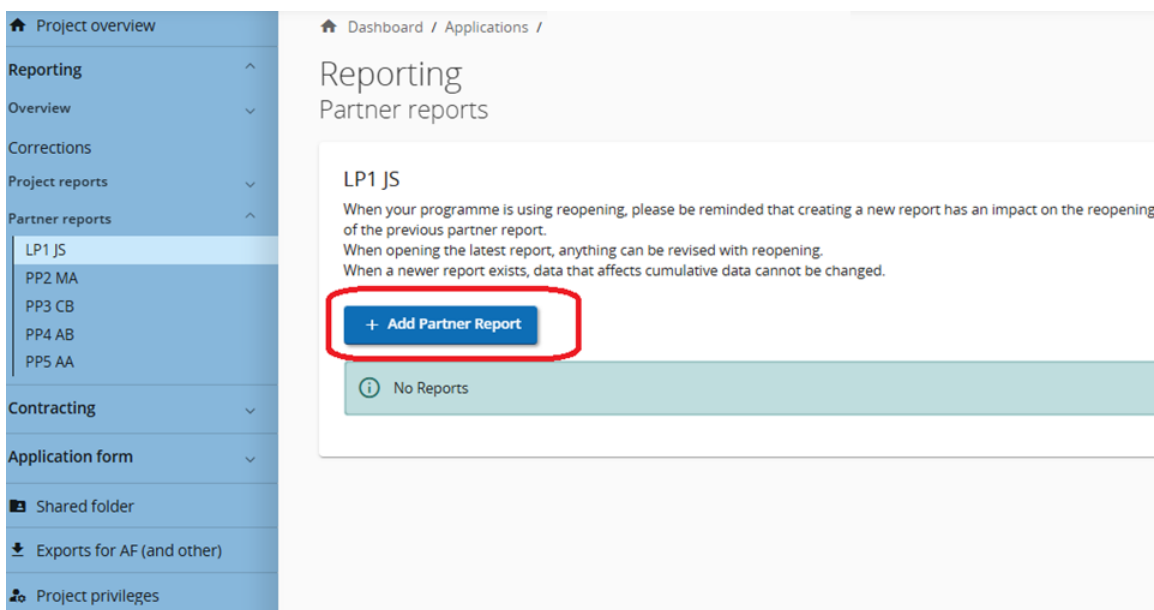 Project overview
Reporting
Overview
Corrections
Project reports
Partner reports
LP1 JS
PP2 MA
PP3 CB
PP4 AB
PP5 AA
Contracting
Application form
Shared folder
Exports for AF (and other)
Project privileges
Dashboard / Applications /
Reporting
Partner reports
LP1 JS
When your programme is using reopening, please be reminded that creating a new report has an impact on the reopening
of the previous partner report.
When opening the latest report, anything can be revised with reopening.
When a newer report exists, data that affects cumulative data cannot be changed.
+ Add Partner Report
No Reports